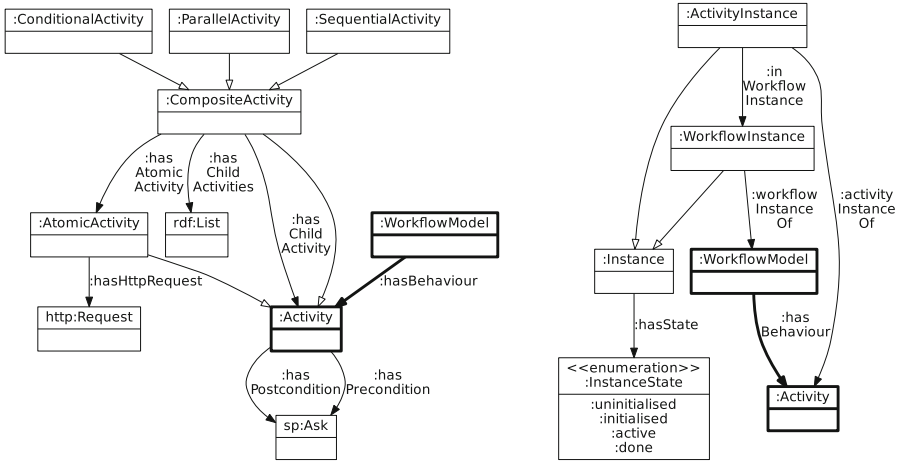 :ConditionalActivity
:ParallelActivity
:SequentialActivity
:CompositeActivity
:has
Atomic
Activity
:has
Child
Activities
:has
Child
Activity
:AtomicActivity
rdf:List
:WorkflowModel
:hasHttpRequest
:hasBehaviour
http:Request
:Activity
:has
Postcondition
:has
Precondition
sp:Ask
:ActivityInstance
:in
Workflow
Instance
:WorkflowInstance
:workflow
Instance
Of
:activity
Instance
Of
:Instance
:WorkflowModel
:hasState
:has
Behaviour
<<enumeration>>
:InstanceState
:uninitialised
:initialised
:active
:done
:Activity